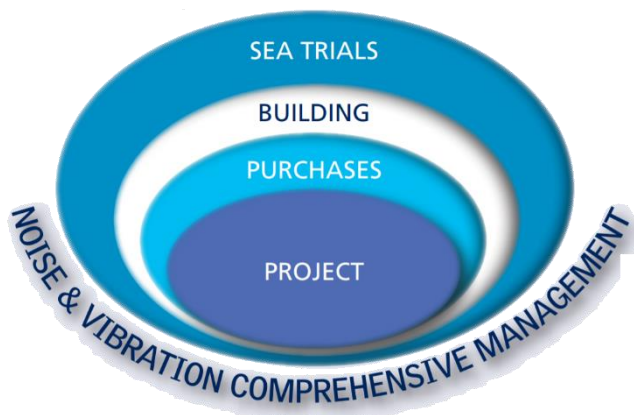 SEA TRIALS
BUILDING
PURCHASES
PROJECT
NOISE & VIBRATION COMPREHENSIVE MANAGEMENT